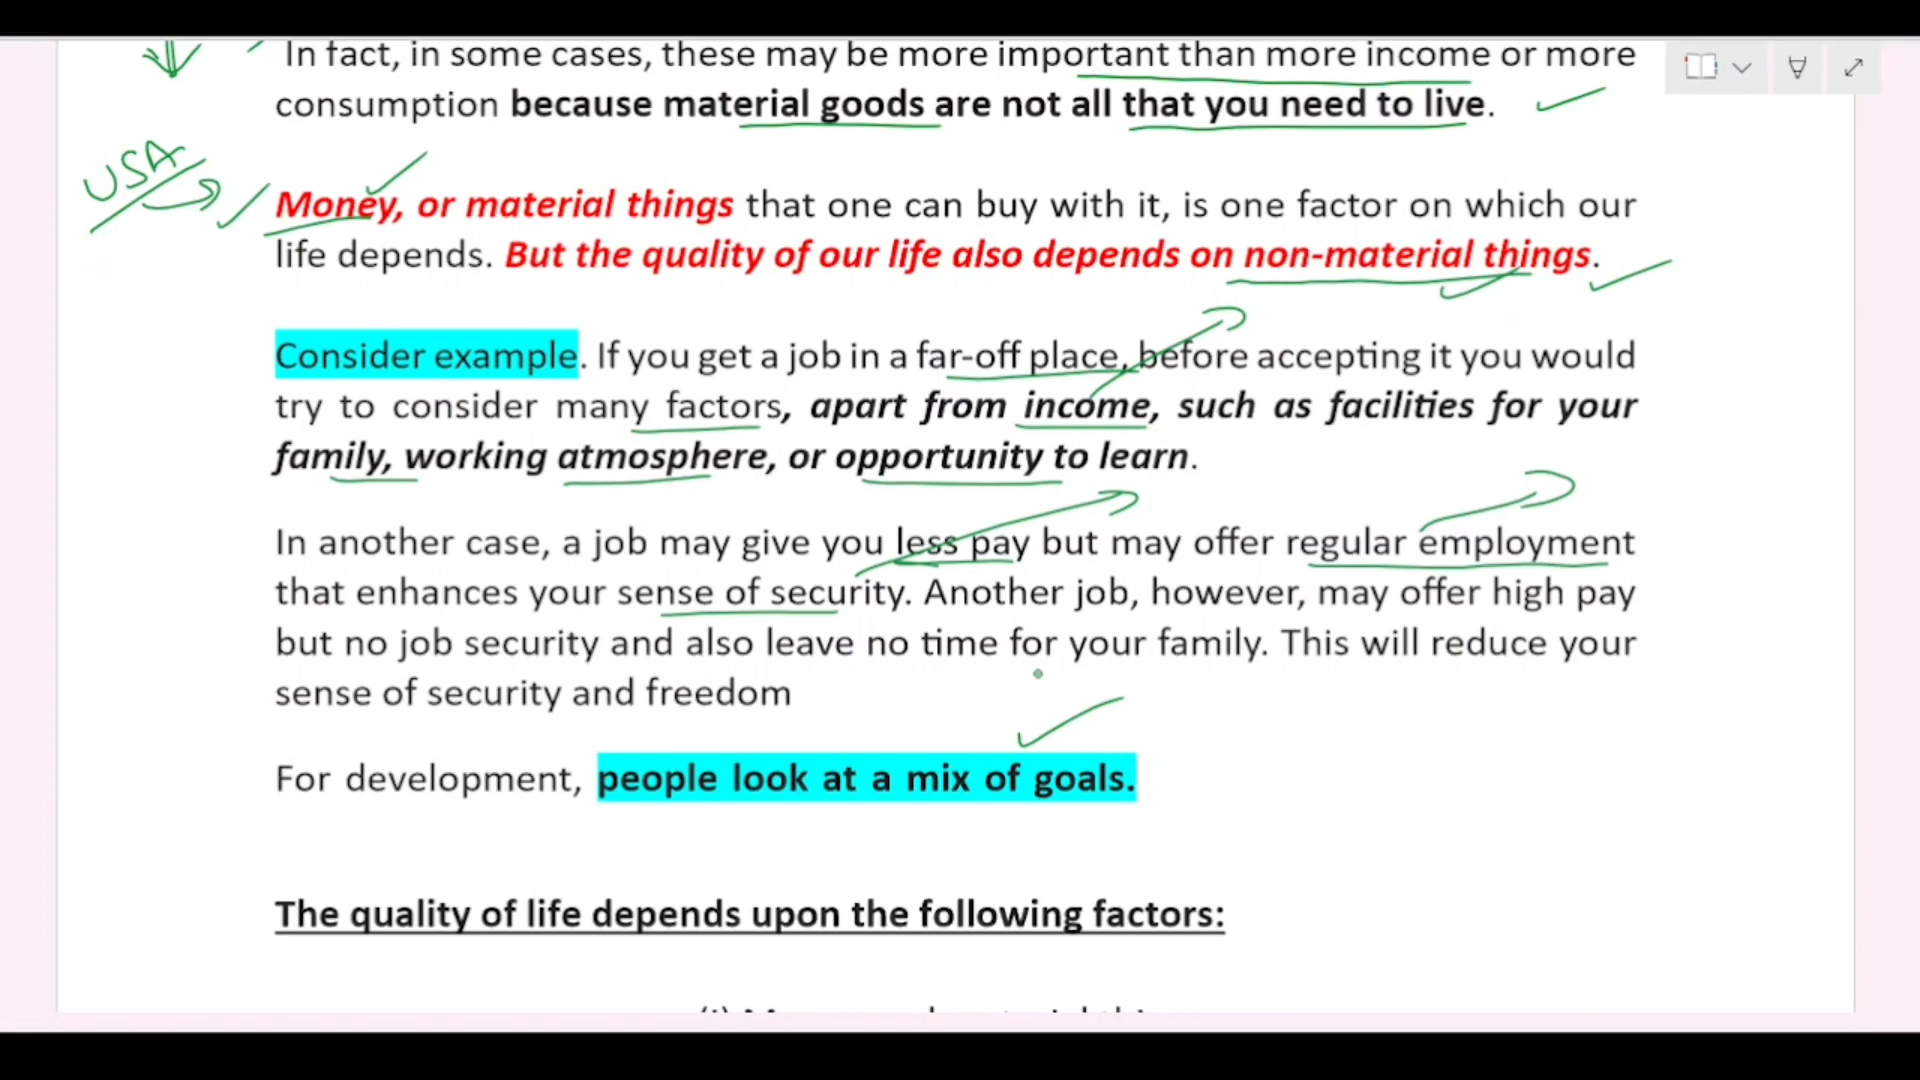 In fact, in some cases, these may be more important than more income or more
consumption because material goods are not all that you need to live.
USA
Money, or material things that one can buy with it, is one factor on which our
life depends. But the quality of our life also depends on non-material things.
Consider example. If you get a job in a far-off place, before accepting it you would
try to consider many factors, apart from income, such as facilities for your
family, working atmosphere, or opportunity to learn.
In another case, a job may give you less pay but may offer regular employment
that enhances your sense of security. Another job, however, may offer high pay
but no job security and also leave no time for your family. This will reduce your
sense of security and freedom
For development, people look at a mix of goals.
The quality of life depends upon the following factors: